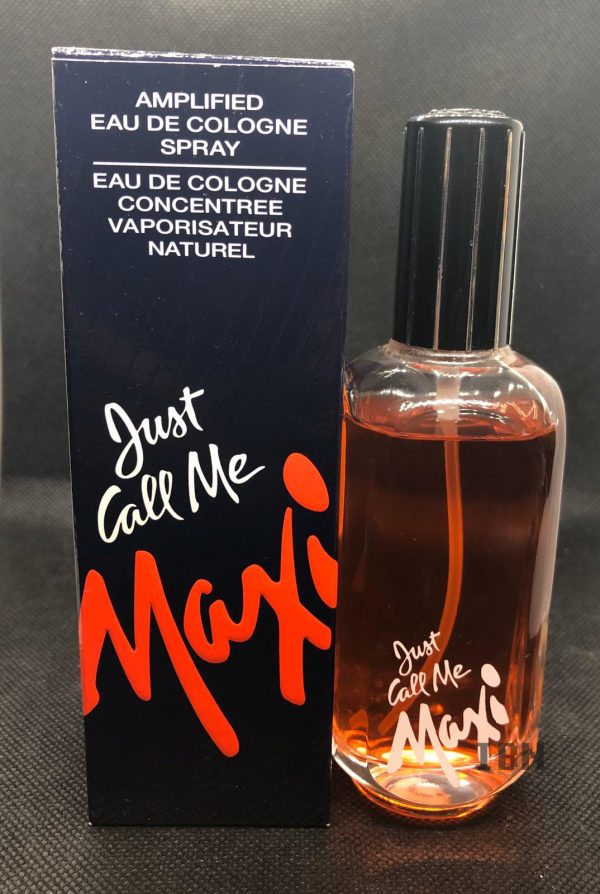 AMPLIFIED
EAU DE COLOGNE
SPRAY
EAU DE COLOGNE
CONCENTREE
VAPORISATEUR
NATUREL
Just
Call Me
Maxi
Just
Call Me
Maxi